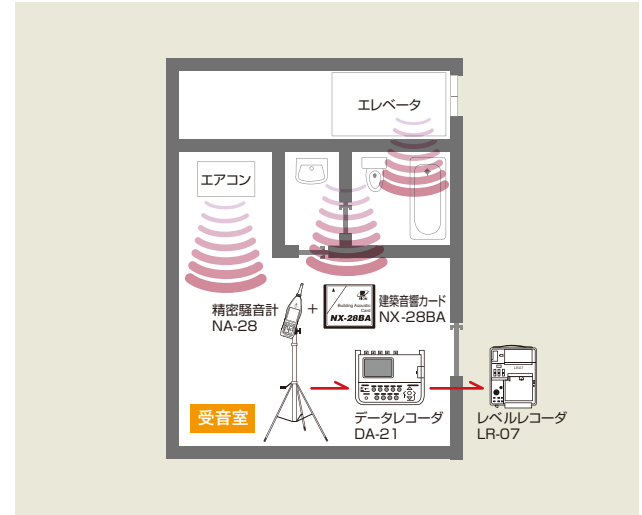 エレベータ
エアコン
精密騒音計
NA-28
+
Building Acoustic
Card
NX-28BA
建築音響カード
NX-28BA
受音室
データレコーダ
DA-21
レベルレコーダ
LR-07